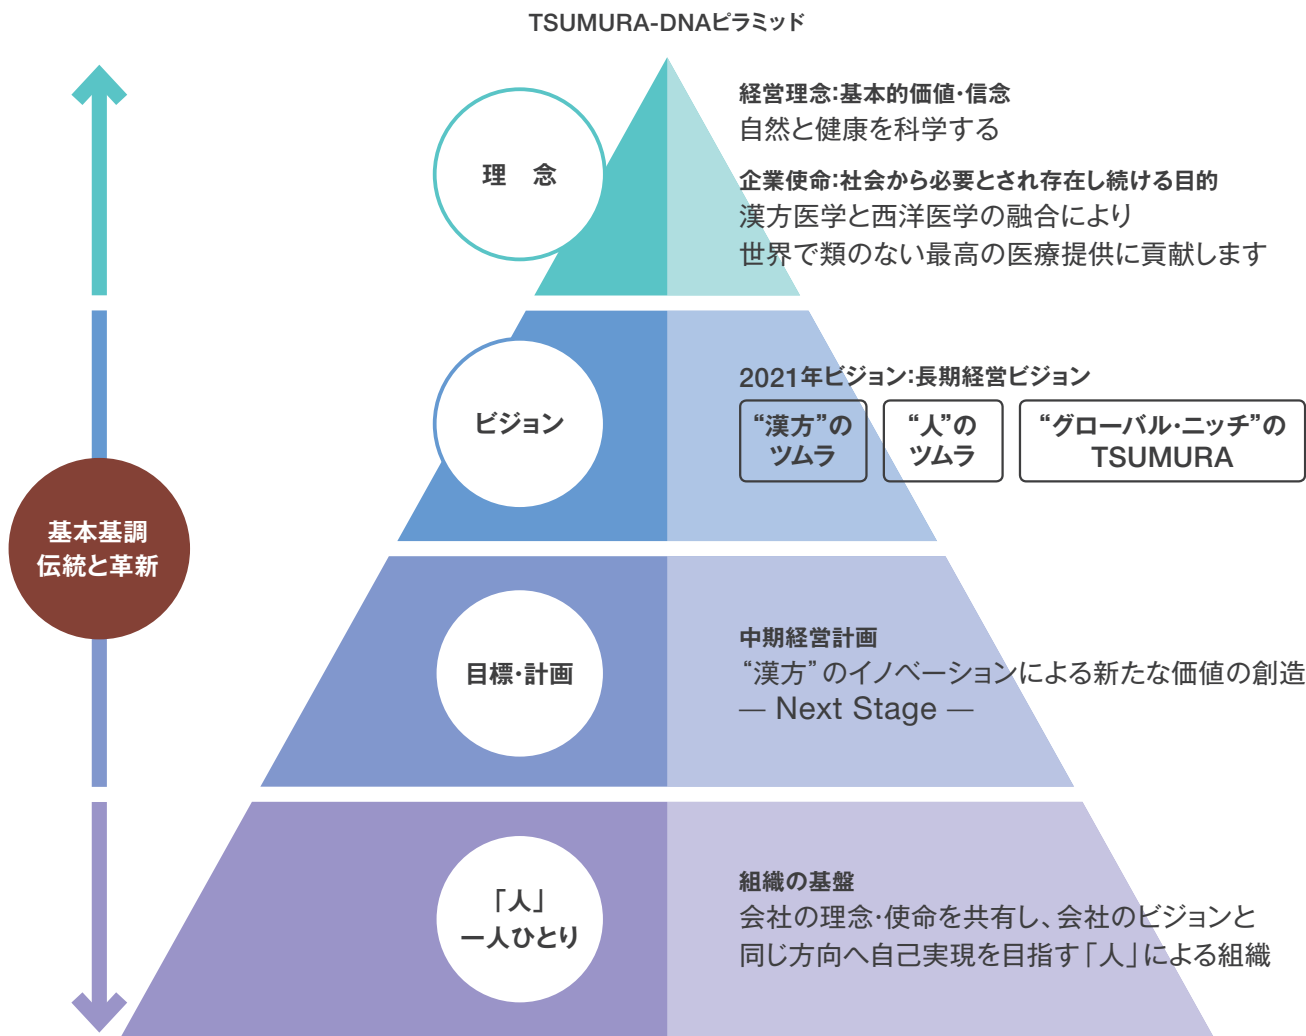 TSUMURA-DNAピラミッド
理 念
経営理念:基本的価値・信念
自然と健康を科学する
企業使命:社会から必要とされ存在し続ける目的
漢方医学と西洋医学の融合により
世界で類のない最高の医療提供に貢献します
ビジョン
2021年ビジョン:長期経営ビジョン
“漢方”の
ツムラ
“人”の
ツムラ
“グローバル・ニッチ”の
TSUMURA
基本基調
伝統と革新
目標・計画
中期経営計画
“漢方”のイノベーションによる新たな価値の創造
― Next Stage ―
「人」
一人ひとり
組織の基盤
会社の理念・使命を共有し、会社のビジョンと
同じ方向へ自己実現を目指す「人」による組織